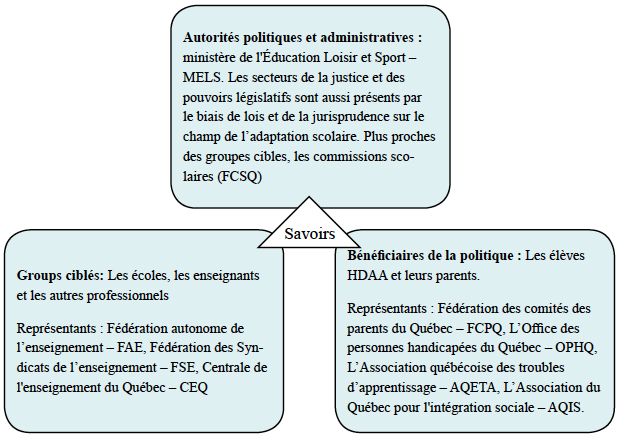 Autorités politiques et administratives :
ministère de l'Éducation Loisir et Sport –
MELS. Les secteurs de la justice et des
pouvoirs législatifs sont aussi présents par
le biais de lois et de la jurisprudence sur le
champ de l’adaptation scolaire. Plus proches
des groupes cibles, les commissions sco-
laires (FCSQ)
Savoirs
Groups ciblés: Les écoles, les enseignants
et les autres professionnels
Représentants : Fédération autonome de
l’enseignement – FAE, Fédération des Syn-
dicats de l’enseignement – FSE, Centrale de
l'enseignement du Québec – CEQ
Bénéficiaires de la politique : Les élèves
HDAA et leurs parents.
Représentants : Fédération des comités des
parents du Québec – FCPQ, L’Office des
personnes handicapées du Québec – OPHQ,
L’Association québécoise des troubles
d’apprentissage – AQETA, L’Association du
Québec pour l'intégration sociale – AQIS.